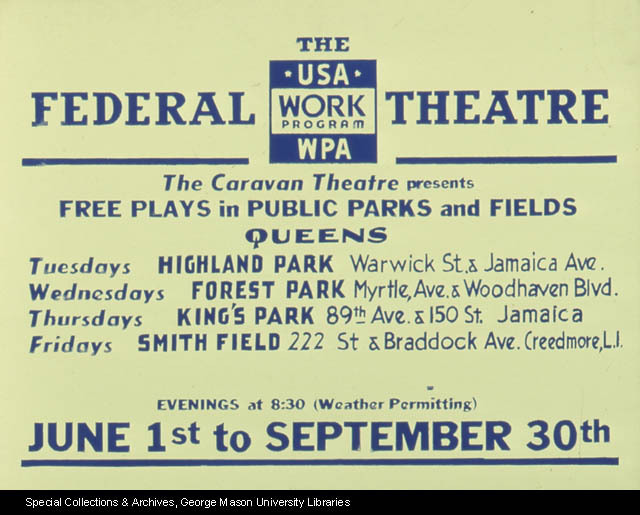 THE
FEDERAL USA WORK PROGRAM WPA THEATRE
The Caravan Theatre presents
FREE PLAYS in PUBLIC PARKS and FIELDS
QUEENS
Tuesdays HIGHLAND PARK Warwick St. & Jamaica Ave.
Wednesdays FOREST PARK Myrtle, Ave. & Woodhaven Blvd.
Thursdays KING'S PARK 89th Ave. & 150 St. Jamaica
Fridays SMITH FIELD 222 St & Braddock Ave. Creedmore, L.I.
EVENINGS at 8:30 (Weather Permitting)
JUNE 1st to SEPTEMBER 30th
Special Collections & Archives, George Mason University Libraries